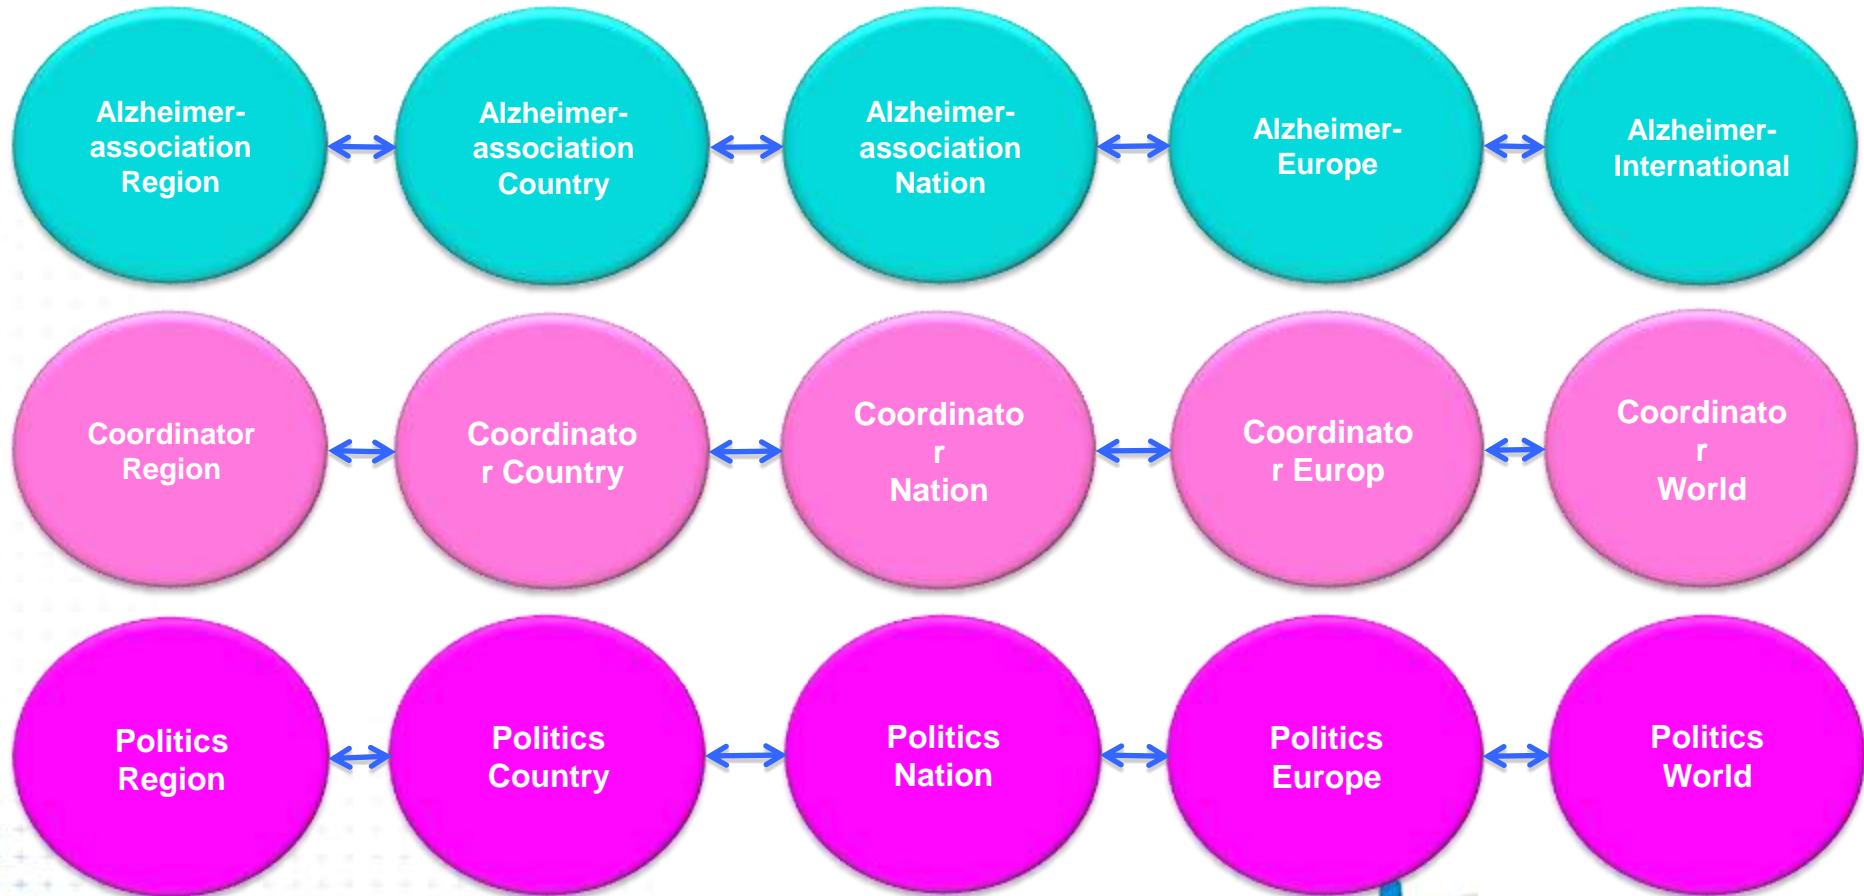 Alzheimer-
association
Region
Alzheimer-
association
Country
Alzheimer-
association
Nation
Alzheimer-
Europe
Alzheimer-
International
Coordinator
Region
Coordinato
r Country
Coordinato
r
Nation
Coordinato
r Europ
Coordinato
r
World
Politics
Region
Politics
Country
Politics
Nation
Politics
Europe
Politics
World